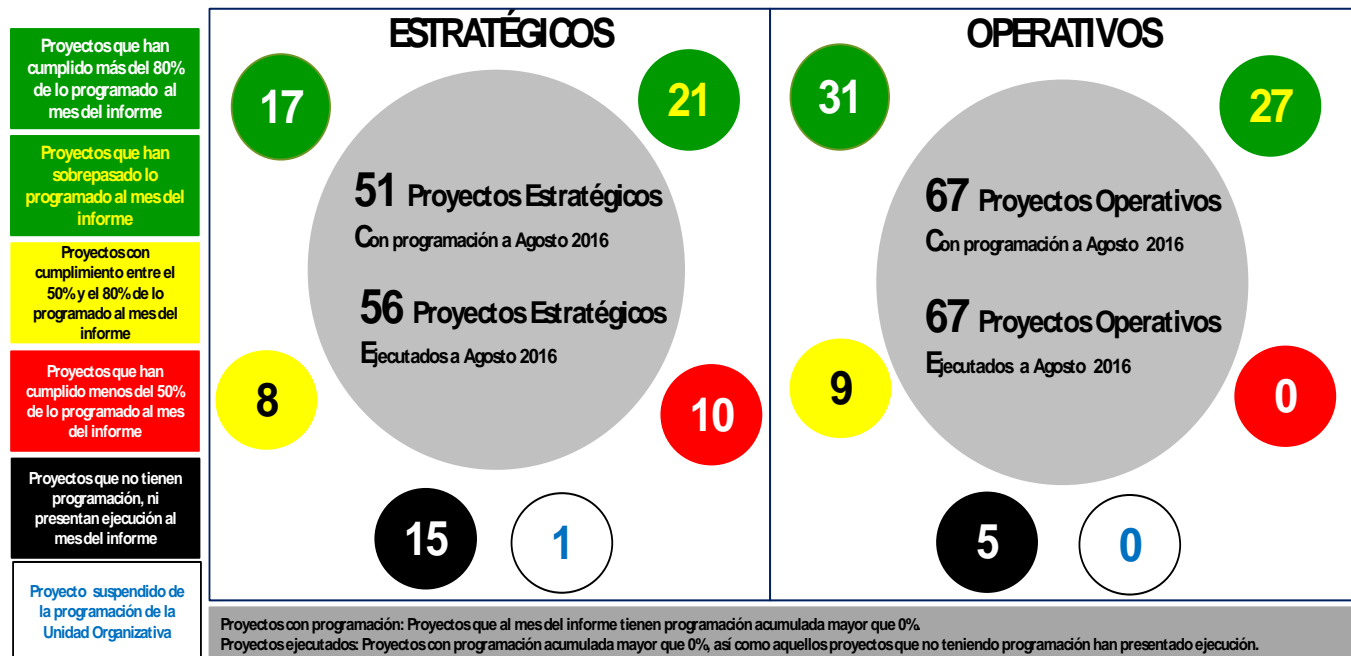 Proyectos que han
cumplido más del 80%
de lo programado al
mes del informe
Proyectos que han
sobrepasado lo
programado al mes del
informe
Proyectos con
cumplimiento entre el
50% y el 80% de lo
programado al mes del
informe
Proyectos que han
cumplido menos del 50%
de lo programado al mes
del informe
Proyectos que no tienen
programación, ni
presentan ejecución al
mes del informe
Proyecto suspendido de
la programación de la
Unidad Organizativa
ESTRATÉGICOS
17
21
51 Proyectos Estratégicos
Con programación a Agosto 2016
56 Proyectos Estratégicos
Ejecutados a Agosto 2016
8
10
15
1
OPERATIVOS
31
27
67 Proyectos Operativos
Con programación a Agosto 2016
67 Proyectos Operativos
Ejecutados a Agosto 2016
9
0
5
0
Proyectos con programación: Proyectos que al mes del informe tienen programación acumulada mayor que 0%.
Proyectos ejecutados: Proyectos con programación acumulada mayor que 0%, así como aquellos proyectos que no teniendo programación han presentado ejecución.